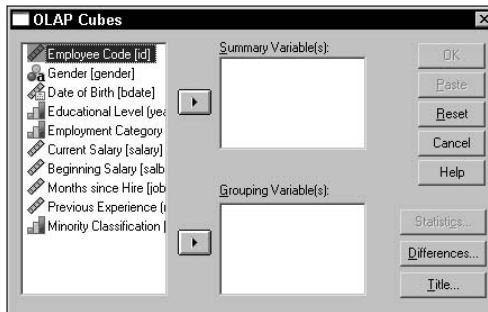 OLAP Cubes
Employee Code [id]
Gender [gender]
Date of Birth [bdate]
Educational Level (yea
Employment Category
Current Salary [salary]
Beginning Salary [salb
Months since Hire [job
Previous Experience (
Minority Classification [
Summary Variable(s):
Grouping Variable(s):
OK
Paste
Reset
Cancel
Help
Statistics...
Differences...
Title...